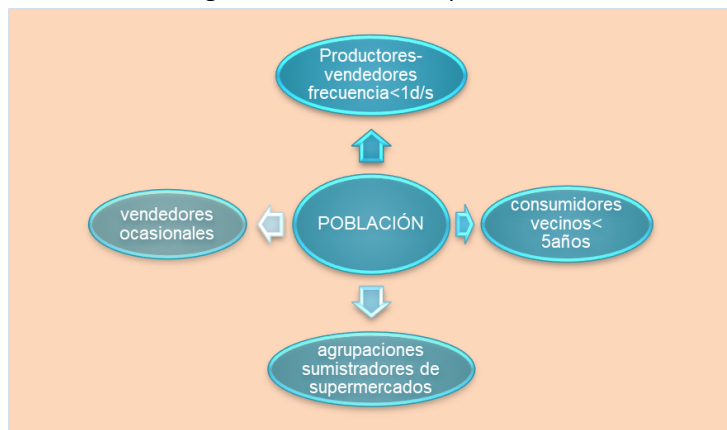 Productores-
vendedores
frecuencia<1d/s
vendedores
ocasionales
POBLACIÓN
consumidores
vecinos<
5años
agrupaciones
sumistradores de
supermercados